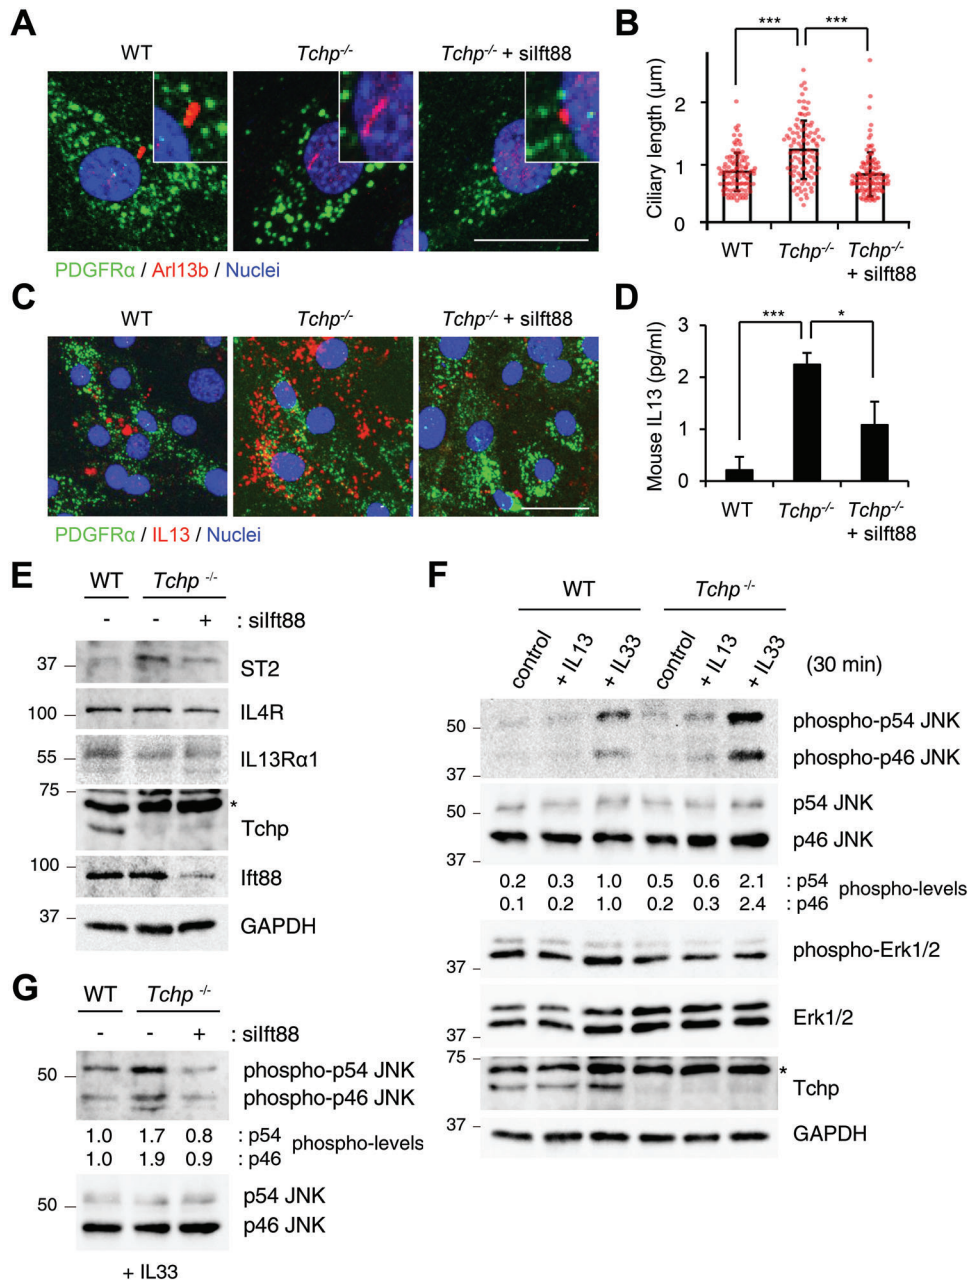 A
WT
Tchp-/-
Tchp-/- + siIft88
PDGFRα / Arl13b / Nuclei
B
***
***
Ciliary length (μm)
2
1
0
WT
Tchp-/-
Tchp-/-
+ siIft88
C
WT
Tchp-/-
Tchp-/- + siIft88
PDGFRα / IL13 / Nuclei
D
***
*
Mouse IL13 (pg/ml)
3
2
1
0
WT
Tchp-/-
Tchp-/-
+ siIft88
E
WT Tchp -/-
- - + : siIft88
37 ST2
100 IL4R
55 IL13Rα1
75
*
Tchp
100 Ift88
37 GAPDH
F
WT Tchp -/-
control + IL13 + IL33 control + IL13 + IL33 (30 min)
50 phospho-p54 JNK
phospho-p46 JNK
37
50 p54 JNK
p46 JNK
37
0.2 0.3 1.0 0.5 0.6 2.1 : p54
phospho-levels
0.1 0.2 1.0 0.2 0.3 2.4 : p46
phospho-Erk1/2
37
Erk1/2
37
75
*
Tchp
37 GAPDH
G
WT Tchp -/-
- - + : siIft88
50 phospho-p54 JNK
phospho-p46 JNK
1.0 1.7 0.8 : p54
phospho-levels
1.0 1.9 0.9 : p46
50 p54 JNK
p46 JNK
+ IL33